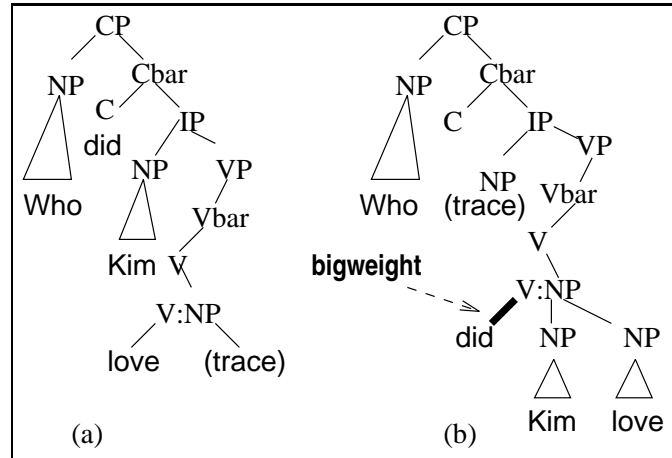 CP CP
NP Cbar NP Cbar
C IP C IP
did NP VP NP VP
Who Vbar Who (trace) Vbar
Kim V V
bigweight
V:NP V:NP
love (trace) did NP NP
Kim love
(a) (b)